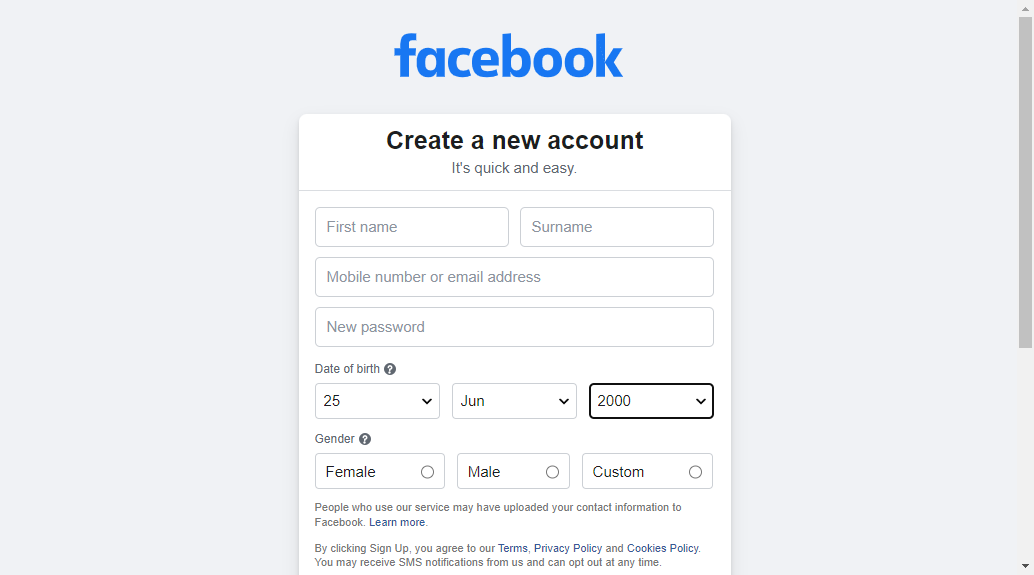 facebook
Create a new account
It's quick and easy.
First name Surname
Mobile number or email address
New password
Date of birth ?
25 Jun 2000
Gender ?
Female Male Custom
People who use our service may have uploaded your contact information to
Facebook. Learn more.
By clicking Sign Up, you agree to our Terms, Privacy Policy and Cookies Policy.
You may receive SMS notifications from us and can opt out at any time.